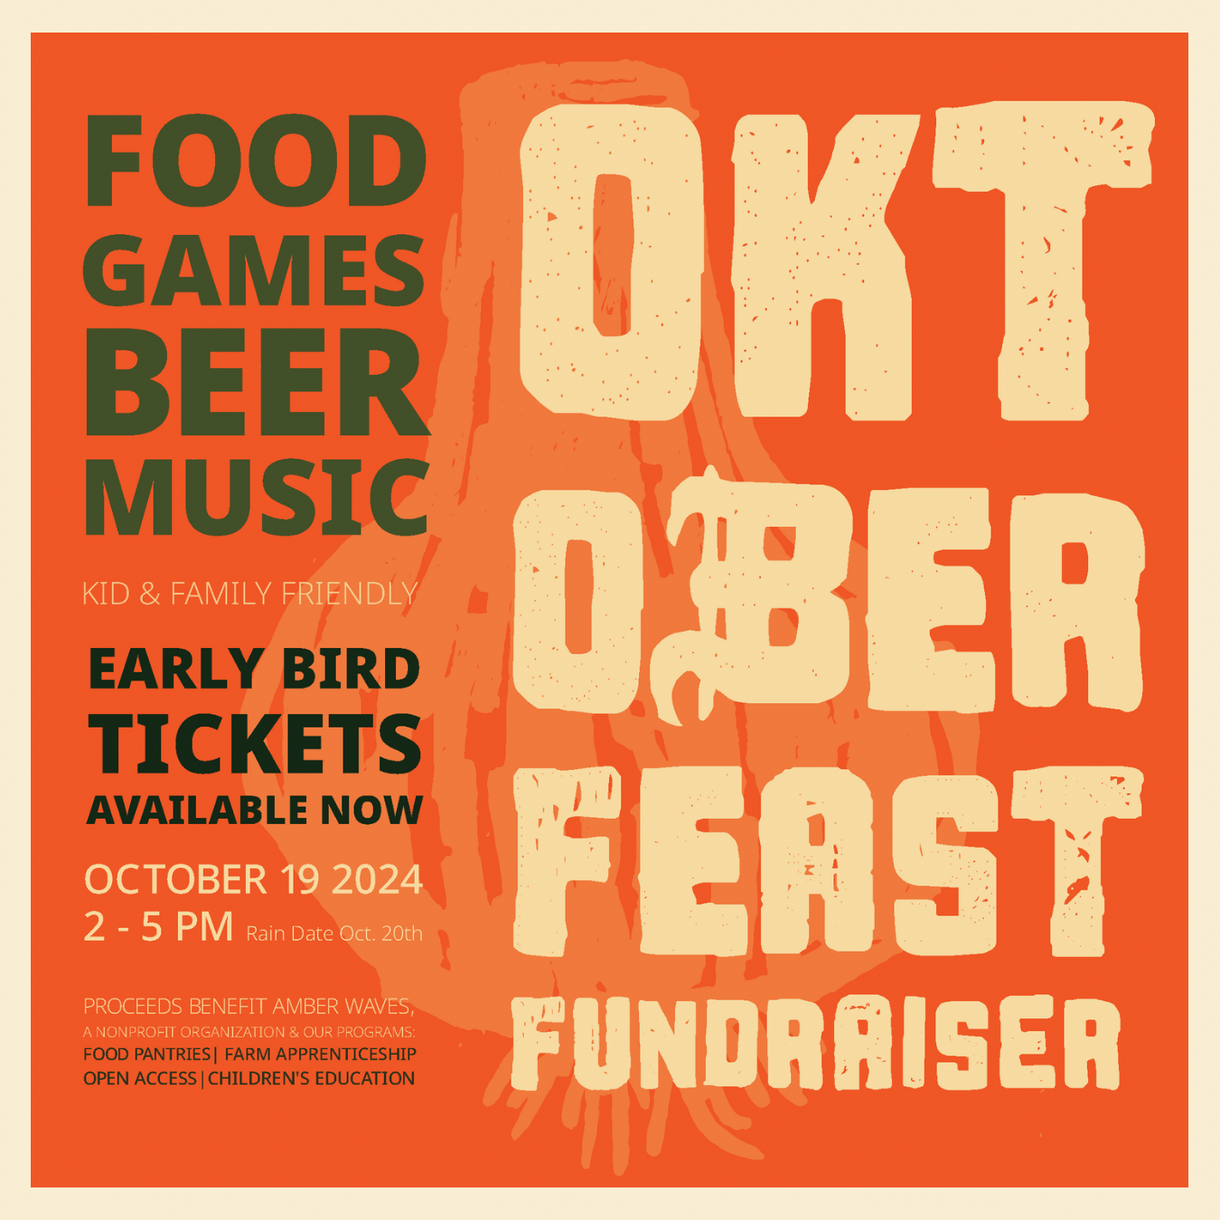 FOOD
GAMES
BEER
MUSIC
KID & FAMILY FRIENDLY
EARLY BIRD
TICKETS
AVAILABLE NOW
OCTOBER 19 2024
2 - 5 PM Rain Date Oct. 20th
PROCEEDS BENEFIT AMBER WAVES,
A NONPROFIT ORGANIZATION & OUR PROGRAMS:
FOOD PANTRIES| FARM APPRENTICESHIP
OPEN ACCESS|CHILDREN'S EDUCATION
OKT
OBER
FEAST
FUNDRAISER